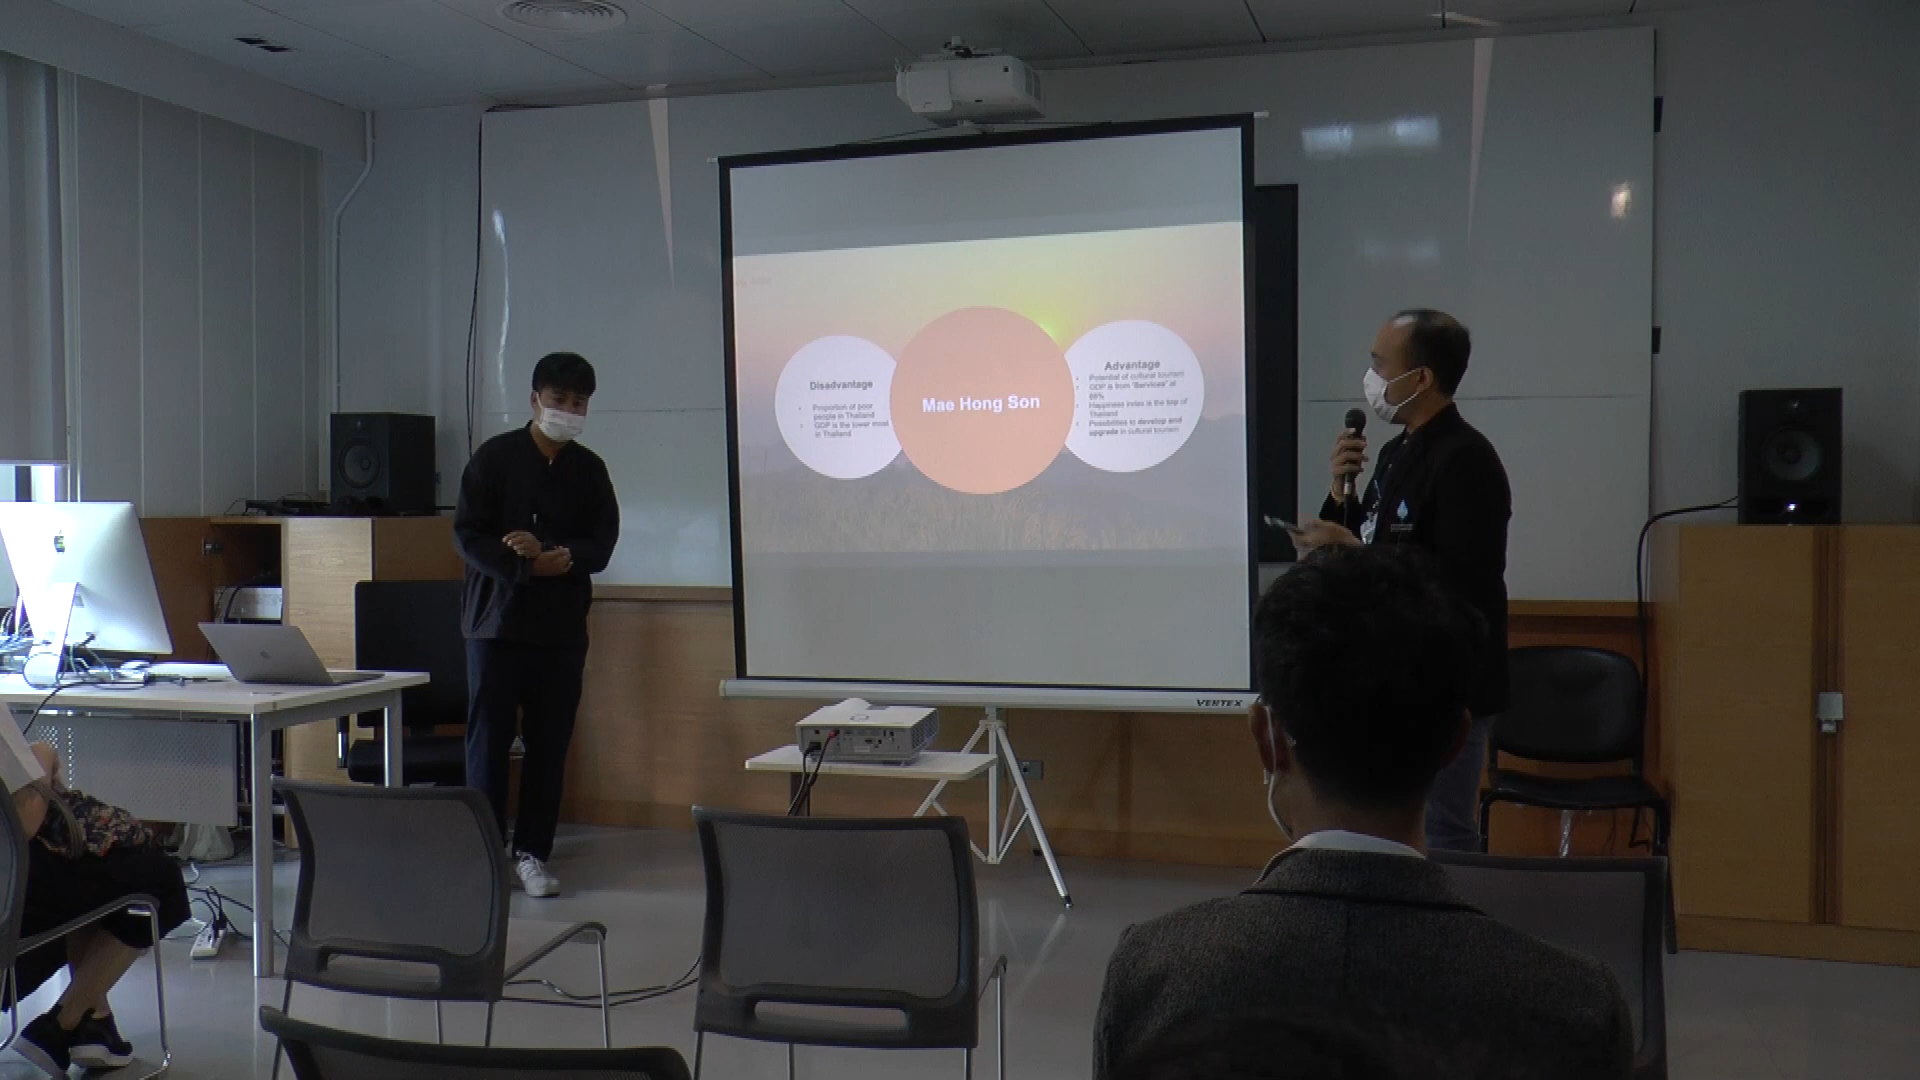 Disadvantage
• Proportion of poor
people in Thailand
• GDP is the lower most
in Thailand
Mae Hong Son
Advantage
• Potential of cultural tourism
• GDP is from "Services" at
68%
• Happiness index is the top of
Thailand
• Possibilities to develop and
upgrade in cultural tourism
VERTEX